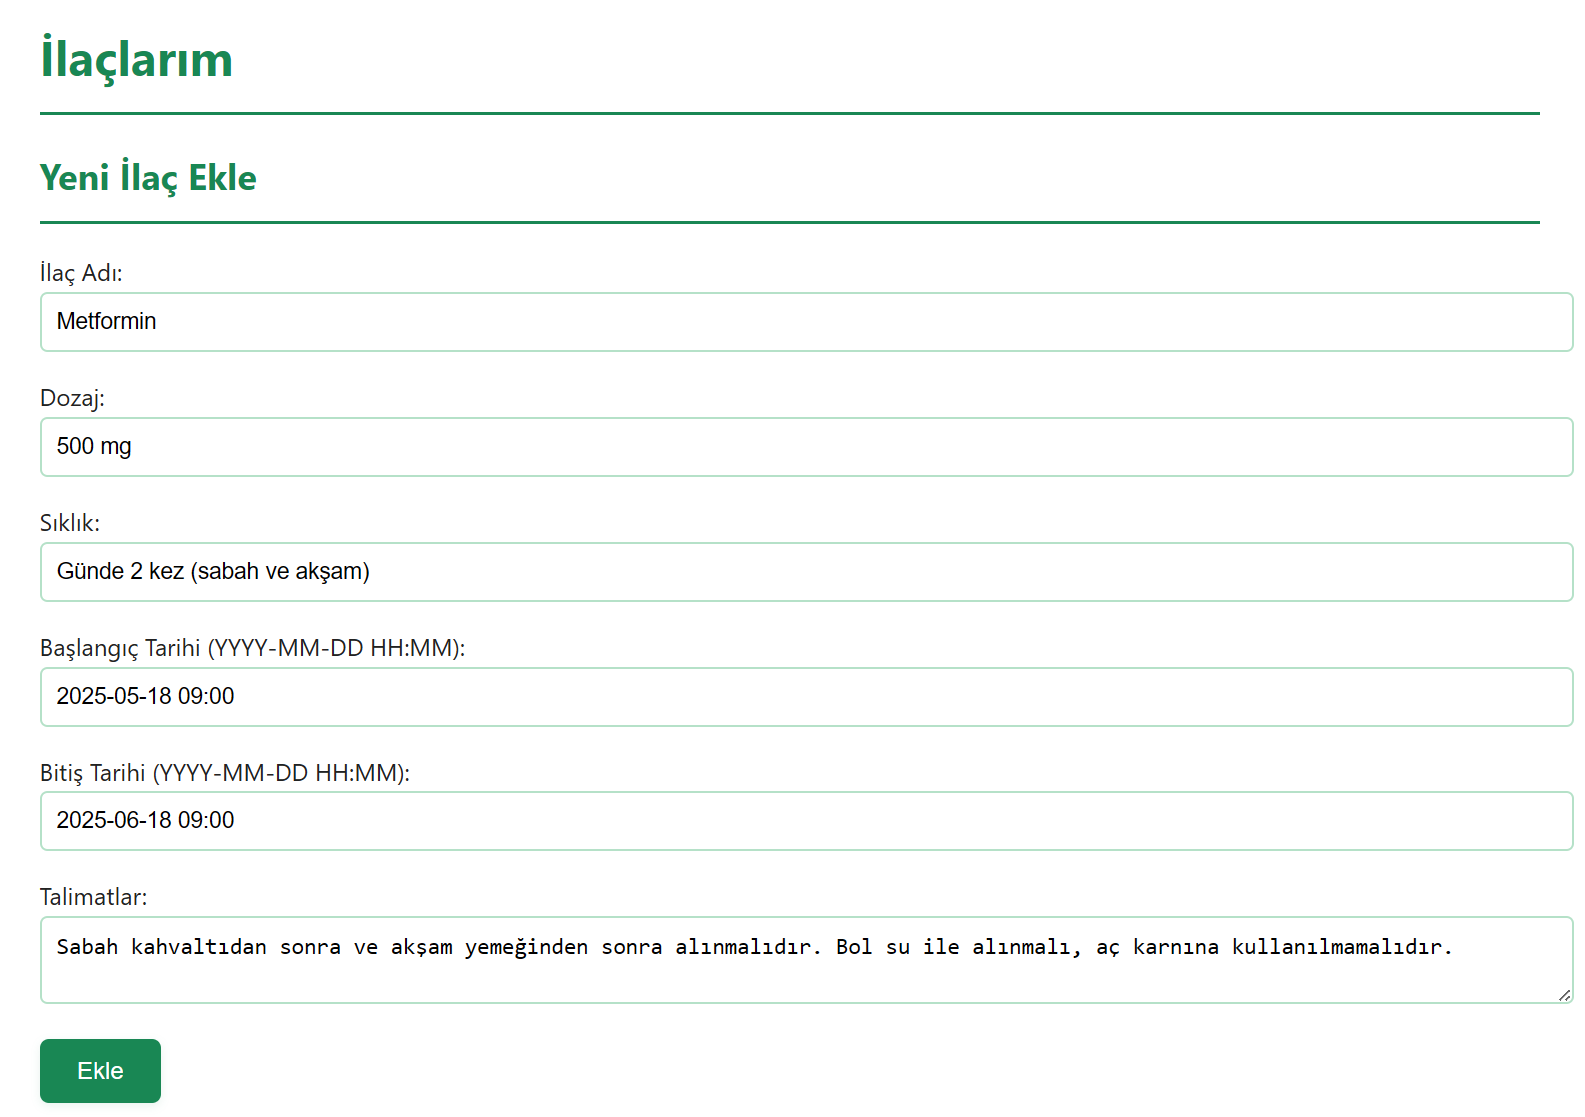 İlaçlarım
Yeni İlaç Ekle
İlaç Adı:
Metformin
Dozaj:
500 mg
Sıklık:
Günde 2 kez (sabah ve akşam)
Başlangıç Tarihi (YYYY-MM-DD HH:MM):
2025-05-18 09:00
Bitiş Tarihi (YYYY-MM-DD HH:MM):
2025-06-18 09:00
Talimatlar:
Sabah kahvaltıdan sonra ve akşam yemeğinden sonra alınmalıdır. Bol su ile alınmalı, aç karnına kullanılmamalıdır.
Ekle